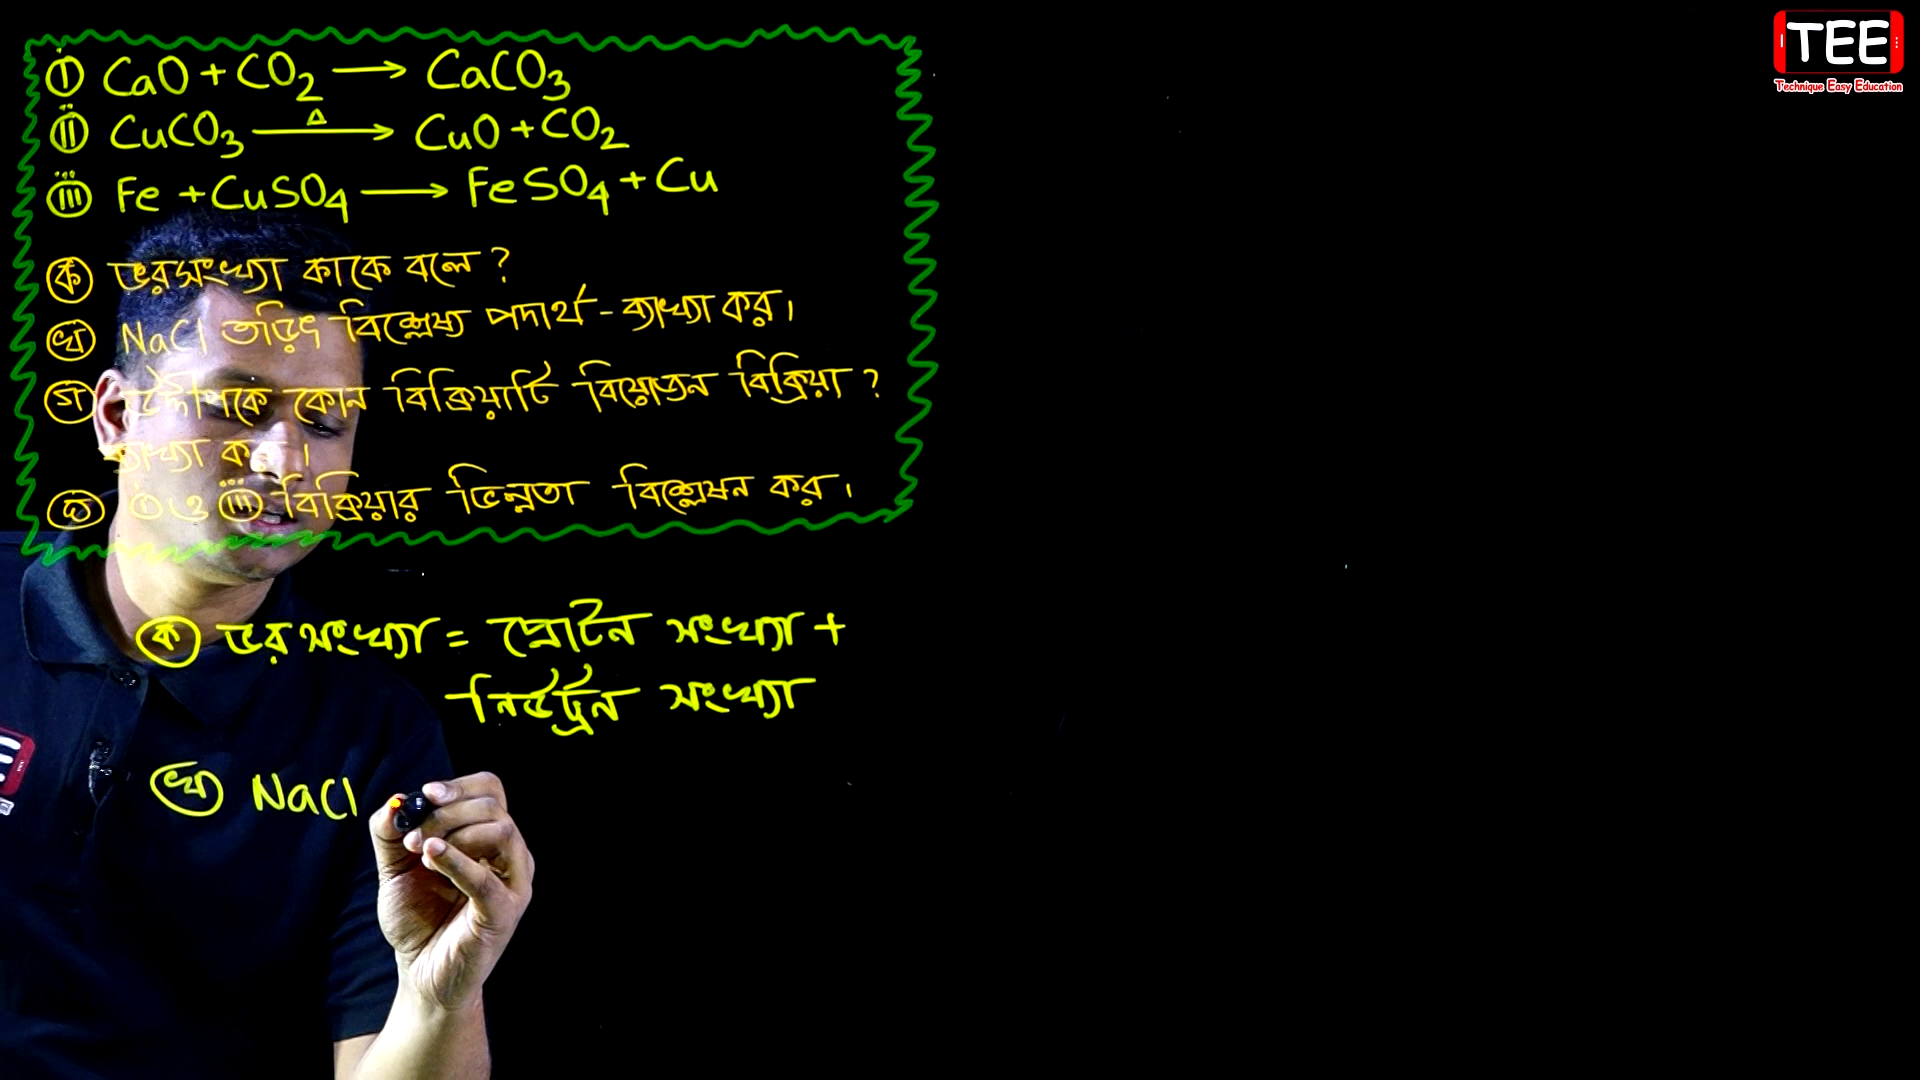 TEE
Technique Easy Education
(i) CaO + CO₂ ⟶ CaCO₃
(ii) CuCO₃ —Δ→ CuO + CO₂
(iii) Fe + CuSO₄ ⟶ FeSO₄ + Cu
(ক) ভরসংখ্যা কাকে বলে ?
(খ) NaCl তড়িৎ বিশ্লেষ্য পদার্থ - ব্যাখ্যা কর।
(গ) উদ্দীপকে কোন বিক্রিয়াটি বিয়োজন বিক্রিয়া ?
ব্যাখ্যা কর।
(ঘ) (i) ও (iii) বিক্রিয়ার ভিন্নতা বিশ্লেষন কর।
(ক) ভরসংখ্যা = প্রোটন সংখ্যা +
নিউট্রন সংখ্যা
(খ) NaCl